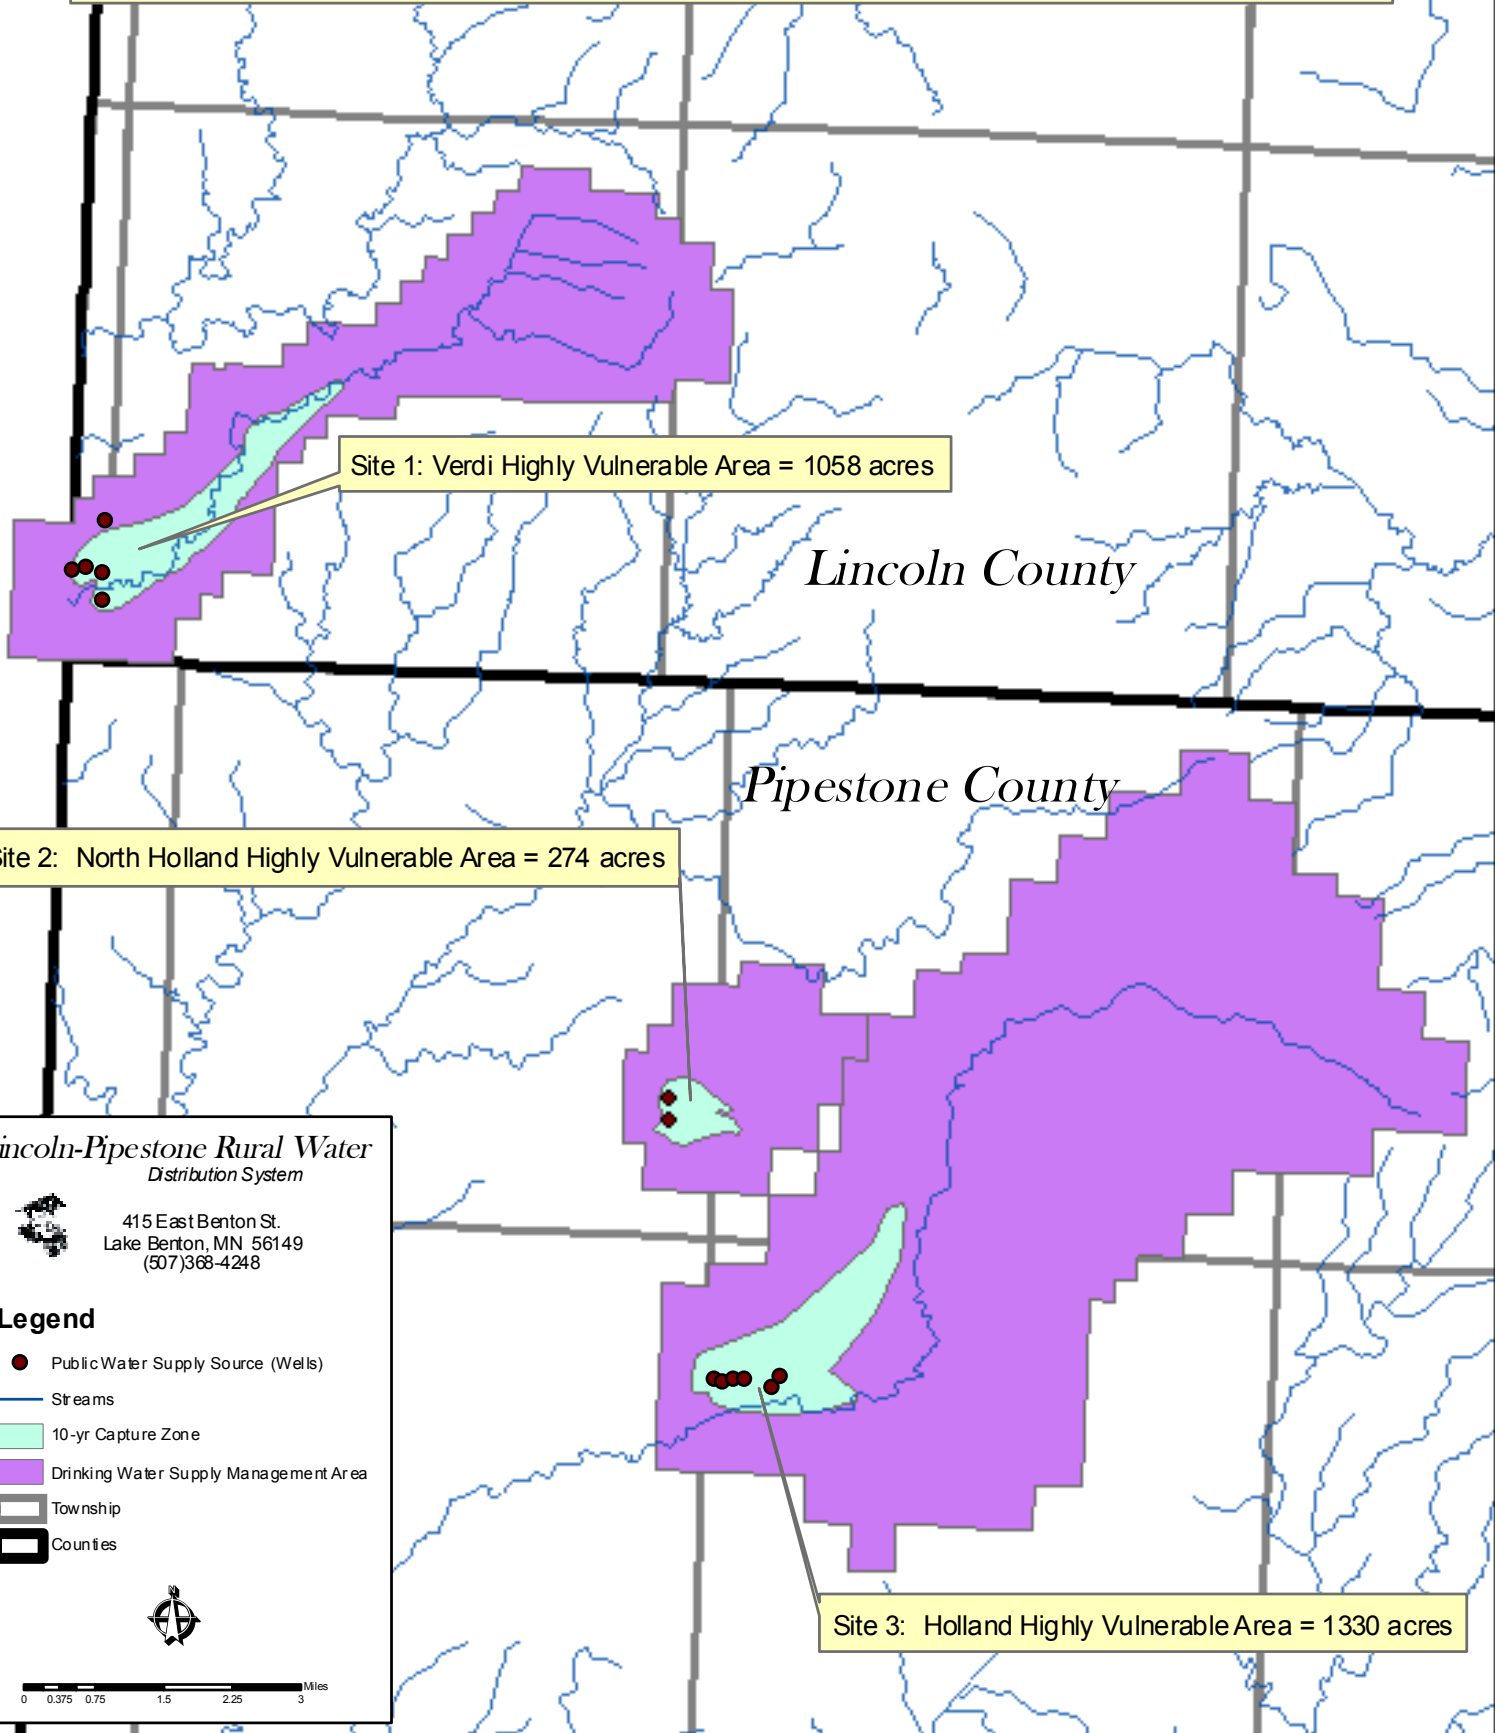 Site 1: Verdi Highly Vulnerable Area = 1058 acres
Lincoln County
Pipestone County
ite 2: North Holland Highly Vulnerable Area = 274 acres
incoln-Pipestone Rural Water
Distribution System
415 East Benton St.
Lake Benton, MN 56149
(507)368-4248
Legend
Public Water Supply Source (Wells)
Streams
10-yr Capture Zone
Drinking Water Supply Management Area
Township
Counties
N
Miles
0 0.375 0.75 1.5 2.25 3
Site 3: Holland Highly Vulnerable Area = 1330 acres